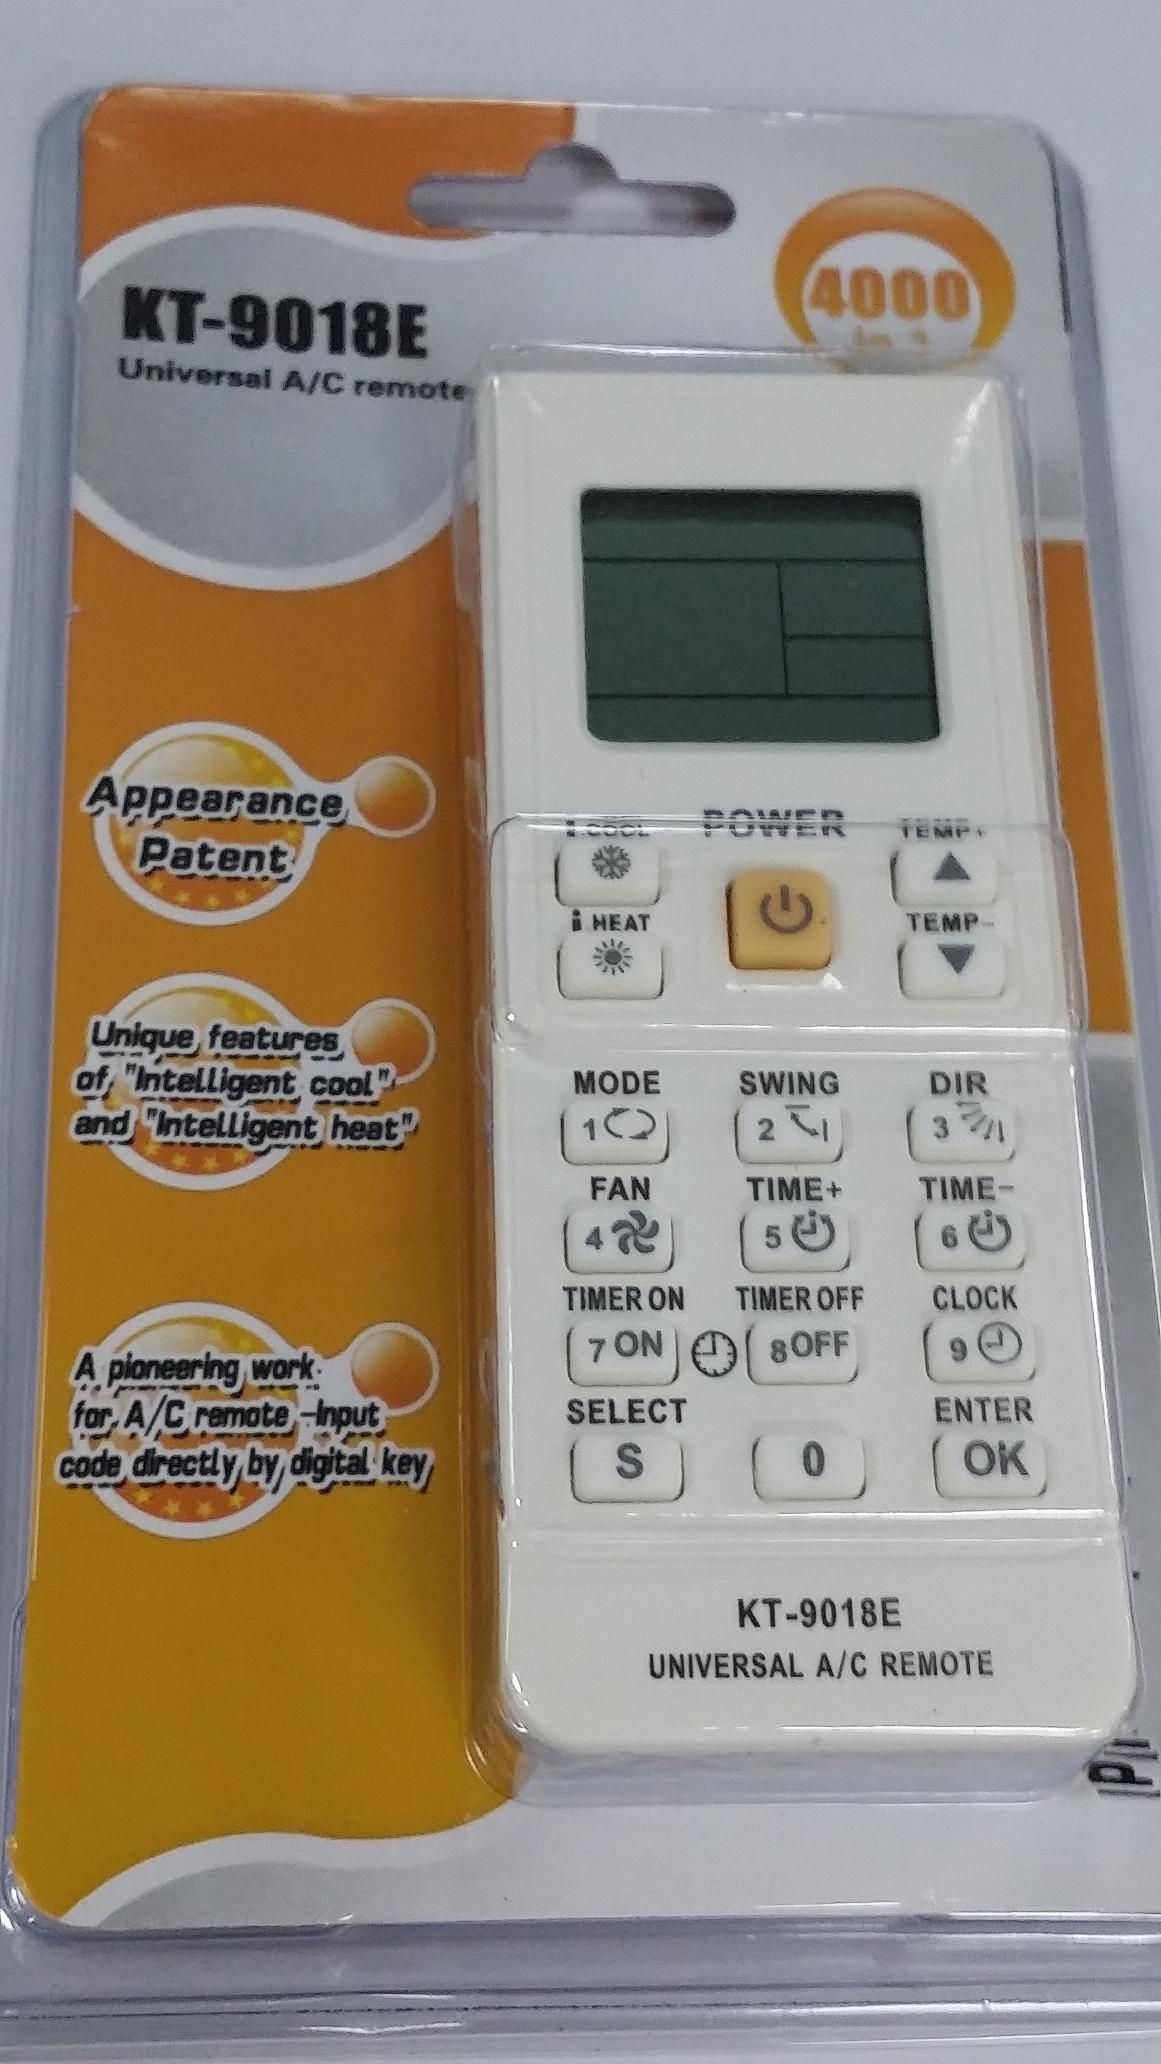 KT-9018E
Universal A/C remote
4000
in 1
Appearance
Patent
Unique features
of "Intelligent cool"
and "Intelligent heat"
A pioneering work
for A/C remote -Input
code directly by digital key
i COOL
POWER
TEMP+
i HEAT
TEMP-
MODE SWING DIR
1 2 3
FAN TIME+ TIME-
4 5 6
TIMER ON TIMER OFF CLOCK
7 ON 8 OFF 9
SELECT ENTER
S 0 OK
KT-9018E
UNIVERSAL A/C REMOTE